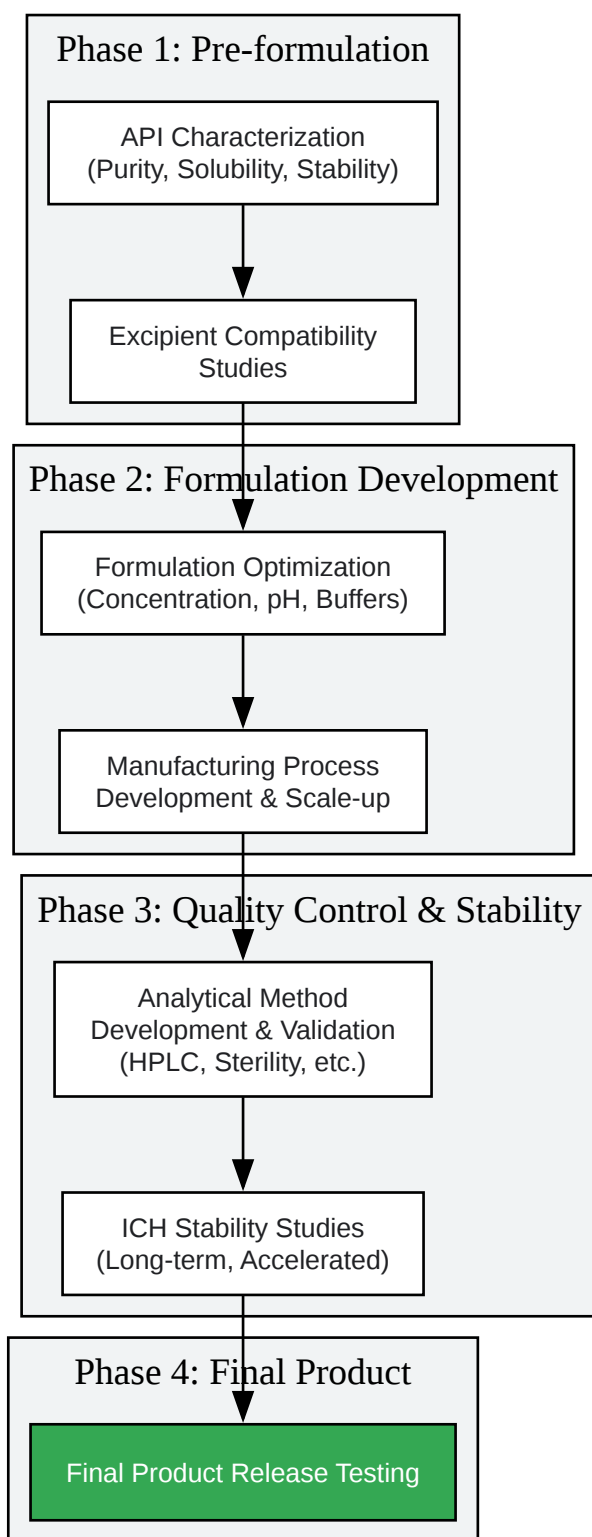 Phase 1: Pre-formulation
API Characterization
(Purity, Solubility, Stability)
Excipient Compatibility
Studies
Phase 2: Formulation Development
Formulation Optimization
(Concentration, pH, Buffers)
Manufacturing Process
Development & Scale-up
Phase 3: Quality Control & Stability
Analytical Method
Development & Validation
(HPLC, Sterility, etc.)
ICH Stability Studies
(Long-term, Accelerated)
Phase 4: Final Product
Final Product Release Testing